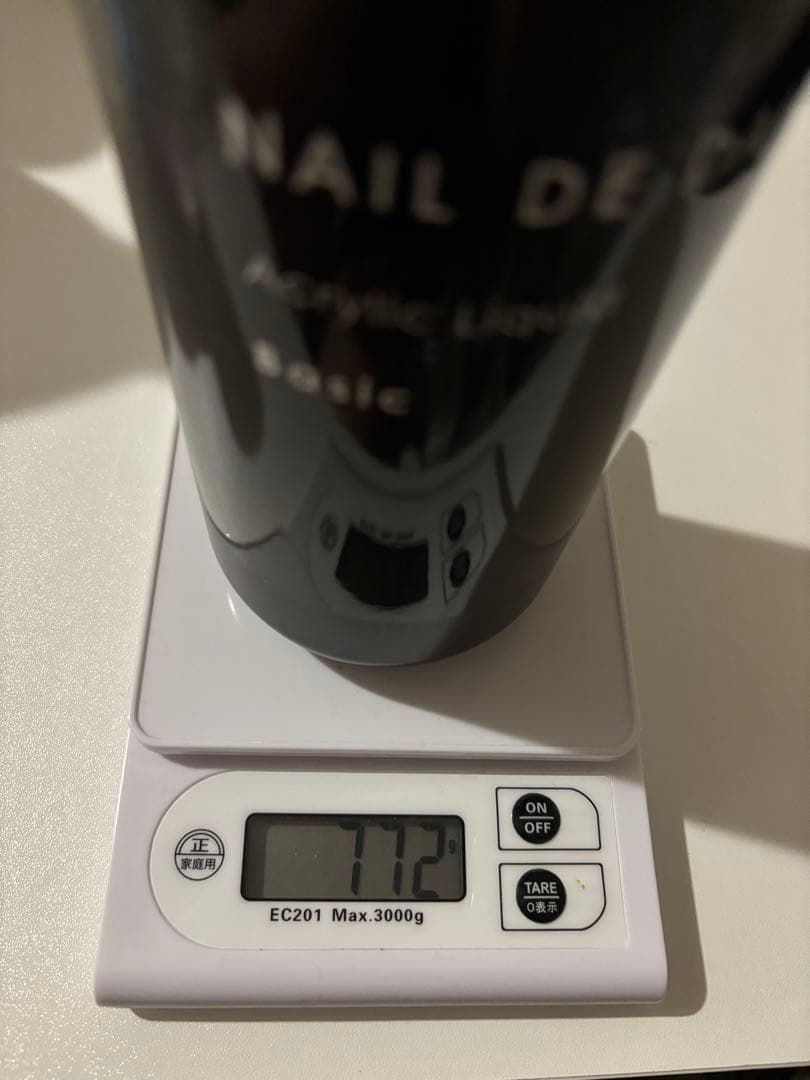 NAIL DE
Acrylic Liquid
Basic
正
家庭用
772g
EC201 Max.3000g
ON
OFF
TARE
0表示